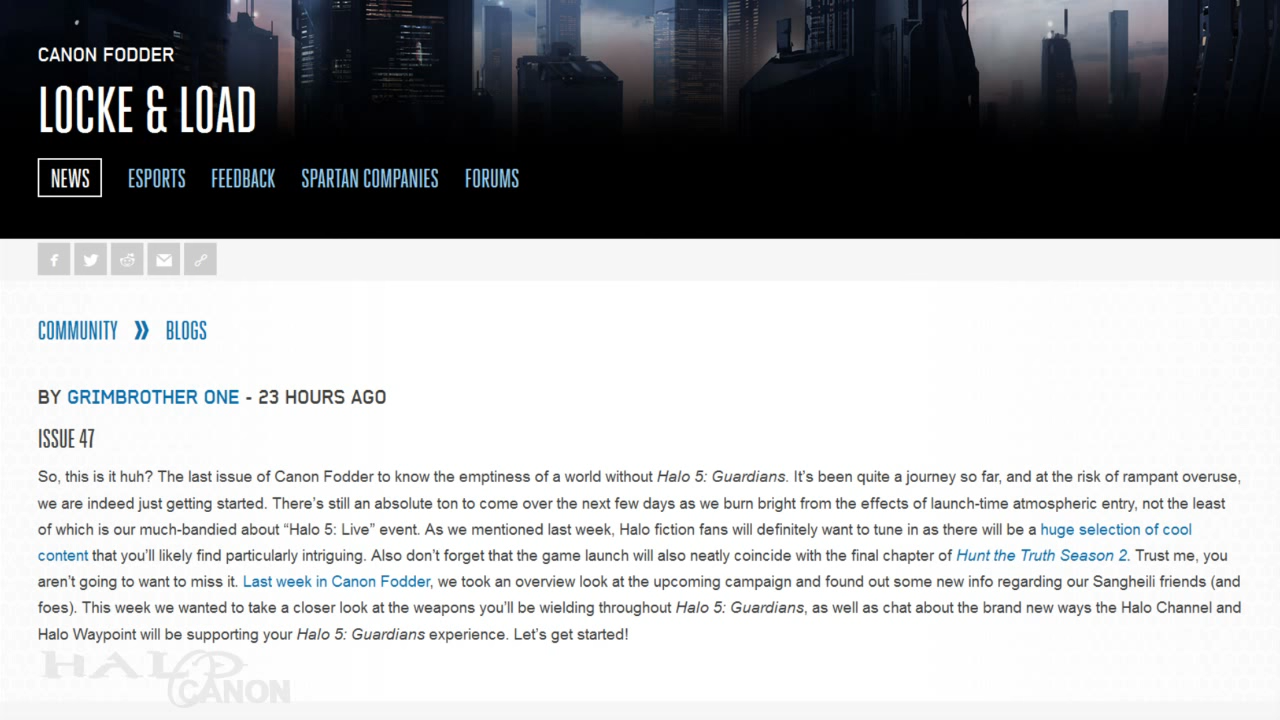 CANON FODDER
LOCKE & LOAD
NEWS ESPORTS FEEDBACK SPARTAN COMPANIES FORUMS
COMMUNITY » BLOGS
BY GRIMBROTHER ONE - 23 HOURS AGO
ISSUE 47
So, this is it huh? The last issue of Canon Fodder to know the emptiness of a world without Halo 5: Guardians. It's been quite a journey so far, and at the risk of rampant overuse,
we are indeed just getting started. There's still an absolute ton to come over the next few days as we burn bright from the effects of launch-time atmospheric entry, not the least
of which is our much-bandied about “Halo 5: Live” event. As we mentioned last week, Halo fiction fans will definitely want to tune in as there will be a huge selection of cool
content that you'll likely find particularly intriguing. Also don't forget that the game launch will also neatly coincide with the final chapter of Hunt the Truth Season 2. Trust me, you
aren't going to want to miss it. Last week in Canon Fodder, we took an overview look at the upcoming campaign and found out some new info regarding our Sangheili friends (and
foes). This week we wanted to take a closer look at the weapons you'll be wielding throughout Halo 5: Guardians, as well as chat about the brand new ways the Halo Channel and
Halo Waypoint will be supporting your Halo 5: Guardians experience. Let's get started!
HALO
CANON